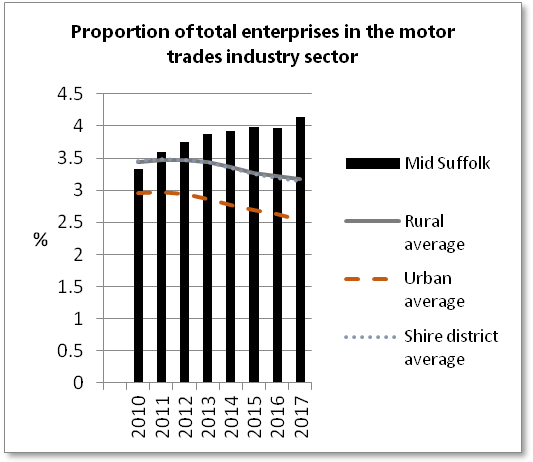 Proportion of total enterprises in the motor
trades industry sector
4.5
4
3.5
3
2.5
2
1.5
1
0.5
0
%
2010
2011
2012
2013
2014
2015
2016
2017
Mid Suffolk
Rural
average
Urban
average
Shire district
average